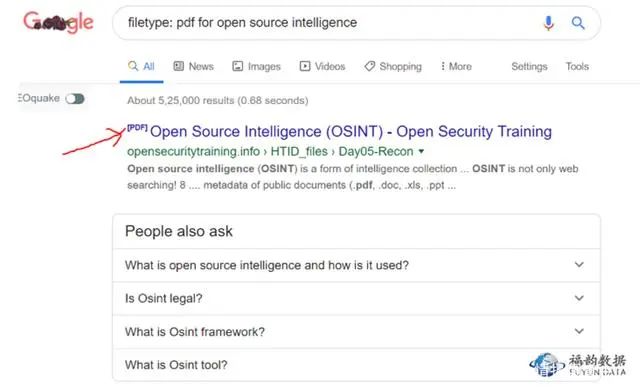 Google
filetype: pdf for open source intelligence
All News Images Videos Shopping More Settings Tools
EOquake
About 5,25,000 results (0.68 seconds)
[PDF] Open Source Intelligence (OSINT) - Open Security Training
opensecuritytraining.info › HTID_files › Day05-Recon
Open source intelligence (OSINT) is a form of intelligence collection ... OSINT is not only web
searching! 8 .... metadata of public documents (.pdf, .doc, .xls, .ppt ...
People also ask
What is open source intelligence and how is it used?
Is Osint legal?
What is Osint framework?
What is Osint tool?
福韵数据
FUYUN DATA